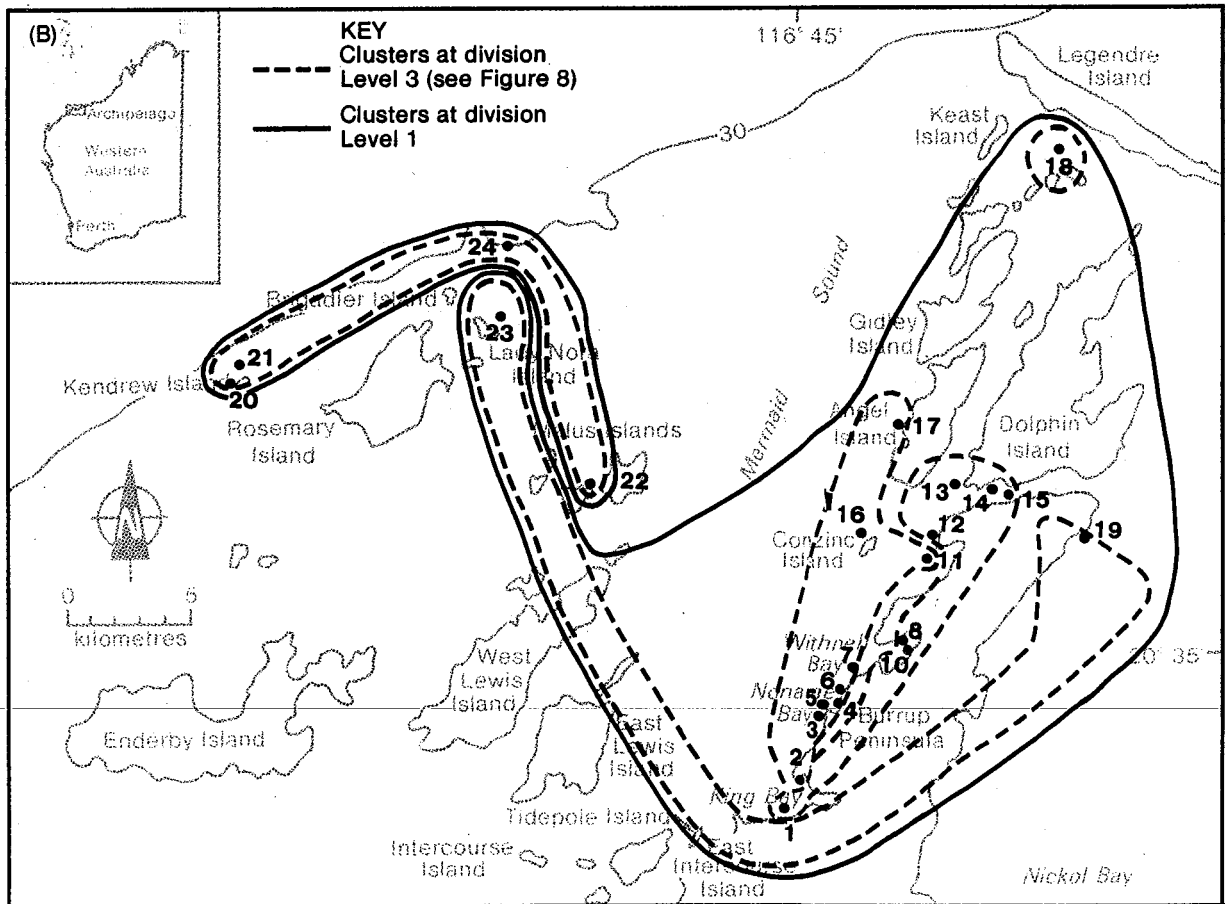 (B)
KEY
Clusters at division
Level 3 (see Figure 8)
Clusters at division
Level 1
116 45'
Legendre
Island
Archipelago
Western
Australia
Perth
Keast
Island
30
18
24
Sound
Brigadier Island
23
Gidley
Island
21
Lady Nora
Island
Kendrew Island
20
Rosemary
Island
Mermaid
Angel
Island
17
Dolphin
Island
Malus Islands
22
13
14
15
16
12
19
Conzinc
Island
11
0 5
kilometres
8
Withnell
Bay
7
10
20° 35'
West
Lewis
Island
6
Noname
Bay
5
4
3
Burrup
Peninsula
Enderby Island
East
Lewis
Island
2
King Bay
Tidepole Island
1
Intercourse
Island
East
Intercourse
Island
Nickol Bay